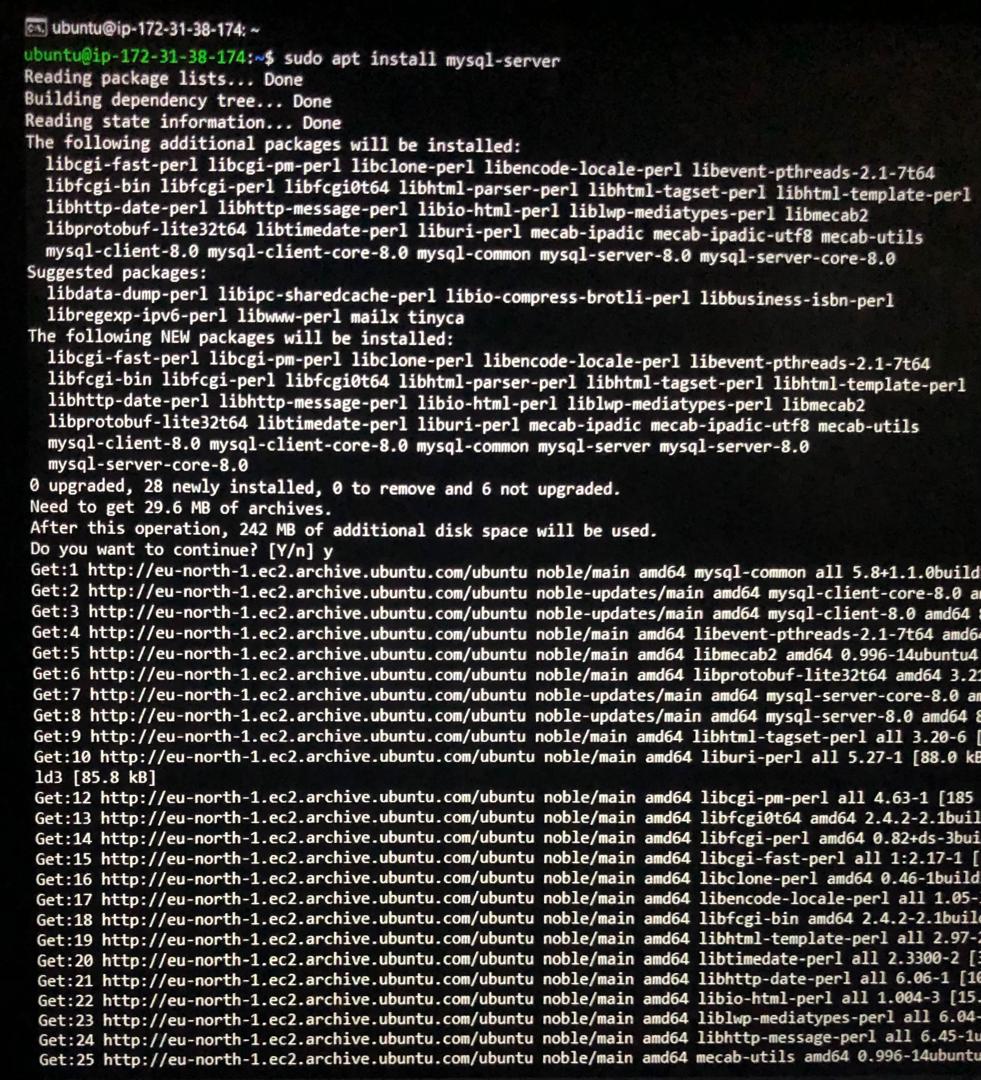 ubuntu@ip-172-31-38-174: ~
ubuntu@ip-172-31-38-174:~$ sudo apt install mysql-server
Reading package lists... Done
Building dependency tree... Done
Reading state information... Done
The following additional packages will be installed:
libcgi-fast-perl libcgi-pm-perl libclone-perl libencode-locale-perl libevent-pthreads-2.1-7t64
libfcgi-bin libfcgi-perl libfcgi0t64 libhtml-parser-perl libhtml-tagset-perl libhtml-template-perl
libhttp-date-perl libhttp-message-perl libio-html-perl liblwp-mediatypes-perl libmecab2
libprotobuf-lite32t64 libtimedate-perl liburi-perl mecab-ipadic mecab-ipadic-utf8 mecab-utils
mysql-client-8.0 mysql-client-core-8.0 mysql-common mysql-server-8.0 mysql-server-core-8.0
Suggested packages:
libdata-dump-perl libipc-sharedcache-perl libio-compress-brotli-perl libbusiness-isbn-perl
libregexp-ipv6-perl libwww-perl mailx tinyca
The following NEW packages will be installed:
libcgi-fast-perl libcgi-pm-perl libclone-perl libencode-locale-perl libevent-pthreads-2.1-7t64
libfcgi-bin libfcgi-perl libfcgi0t64 libhtml-parser-perl libhtml-tagset-perl libhtml-template-perl
libhttp-date-perl libhttp-message-perl libio-html-perl liblwp-mediatypes-perl libmecab2
libprotobuf-lite32t64 libtimedate-perl liburi-perl mecab-ipadic mecab-ipadic-utf8 mecab-utils
mysql-client-8.0 mysql-client-core-8.0 mysql-common mysql-server mysql-server-8.0
mysql-server-core-8.0
0 upgraded, 28 newly installed, 0 to remove and 6 not upgraded.
Need to get 29.6 MB of archives.
After this operation, 242 MB of additional disk space will be used.
Do you want to continue? [Y/n] y
Get:1 http://eu-north-1.ec2.archive.ubuntu.com/ubuntu noble/main amd64 mysql-common all 5.8+1.1.0build
Get:2 http://eu-north-1.ec2.archive.ubuntu.com/ubuntu noble-updates/main amd64 mysql-client-core-8.0 a
Get:3 http://eu-north-1.ec2.archive.ubuntu.com/ubuntu noble-updates/main amd64 mysql-client-8.0 amd64
Get:4 http://eu-north-1.ec2.archive.ubuntu.com/ubuntu noble/main amd64 libevent-pthreads-2.1-7t64 amd6
Get:5 http://eu-north-1.ec2.archive.ubuntu.com/ubuntu noble/main amd64 libmecab2 amd64 0.996-14ubuntu4
Get:6 http://eu-north-1.ec2.archive.ubuntu.com/ubuntu noble/main amd64 libprotobuf-lite32t64 amd64 3.21
Get:7 http://eu-north-1.ec2.archive.ubuntu.com/ubuntu noble-updates/main amd64 mysql-server-core-8.0 a
Get:8 http://eu-north-1.ec2.archive.ubuntu.com/ubuntu noble-updates/main amd64 mysql-server-8.0 amd64 8
Get:9 http://eu-north-1.ec2.archive.ubuntu.com/ubuntu noble/main amd64 libhtml-tagset-perl all 3.20-6 [
Get:10 http://eu-north-1.ec2.archive.ubuntu.com/ubuntu noble/main amd64 liburi-perl all 5.27-1 [88.0 kB
ld3 [85.8 kB]
Get:12 http://eu-north-1.ec2.archive.ubuntu.com/ubuntu noble/main amd64 libcgi-pm-perl all 4.63-1 [185
Get:13 http://eu-north-1.ec2.archive.ubuntu.com/ubuntu noble/main amd64 libfcgi0t64 amd64 2.4.2-2.1buil
Get:14 http://eu-north-1.ec2.archive.ubuntu.com/ubuntu noble/main amd64 libfcgi-perl amd64 0.82+ds-3bui
Get:15 http://eu-north-1.ec2.archive.ubuntu.com/ubuntu noble/main amd64 libcgi-fast-perl all 1:2.17-1 [
Get:16 http://eu-north-1.ec2.archive.ubuntu.com/ubuntu noble/main amd64 libclone-perl amd64 0.46-1build
Get:17 http://eu-north-1.ec2.archive.ubuntu.com/ubuntu noble/main amd64 libencode-locale-perl all 1.05-
Get:18 http://eu-north-1.ec2.archive.ubuntu.com/ubuntu noble/main amd64 libfcgi-bin amd64 2.4.2-2.1buil
Get:19 http://eu-north-1.ec2.archive.ubuntu.com/ubuntu noble/main amd64 libhtml-template-perl all 2.97-2
Get:20 http://eu-north-1.ec2.archive.ubuntu.com/ubuntu noble/main amd64 libtimedate-perl all 2.3300-2 [3
Get:21 http://eu-north-1.ec2.archive.ubuntu.com/ubuntu noble/main amd64 libhttp-date-perl all 6.06-1 [10
Get:22 http://eu-north-1.ec2.archive.ubuntu.com/ubuntu noble/main amd64 libio-html-perl all 1.004-3 [15.
Get:23 http://eu-north-1.ec2.archive.ubuntu.com/ubuntu noble/main amd64 liblwp-mediatypes-perl all 6.04-
Get:24 http://eu-north-1.ec2.archive.ubuntu.com/ubuntu noble/main amd64 libhttp-message-perl all 6.45-1u
Get:25 http://eu-north-1.ec2.archive.ubuntu.com/ubuntu noble/main amd64 mecab-utils amd64 0.996-14ubuntu